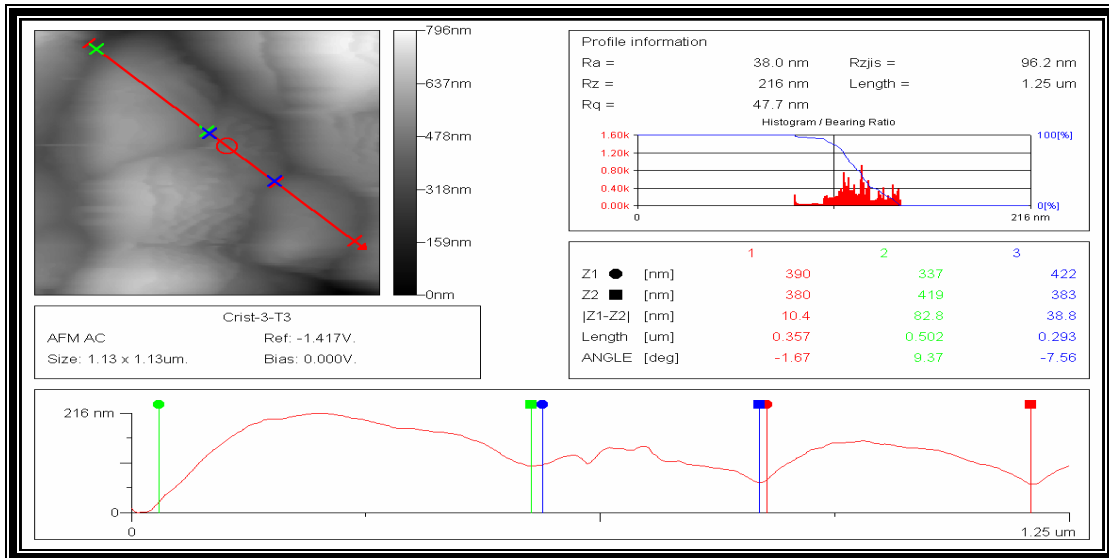 796nm
637nm
478nm
318nm
159nm
0nm
Crist-3-T3
AFM AC Ref: -1.417V.
Size: 1.13 x 1.13um. Bias: 0.000V.
Profile information
Ra = 38.0 nm Rzjis = 96.2 nm
Rz = 216 nm Length = 1.25 um
Rq = 47.7 nm
Histogram / Bearing Ratio
1.60k 100[%]
1.20k
0.80k
0.40k
0.00k 0[%]
0 216 nm
1 2 3
Z1 [nm] 390 337 422
Z2 [nm] 380 419 383
|Z1-Z2| [nm] 10.4 82.8 38.8
Length [um] 0.357 0.502 0.293
ANGLE [deg] -1.67 9.37 -7.56
216 nm
0
0 1.25 um